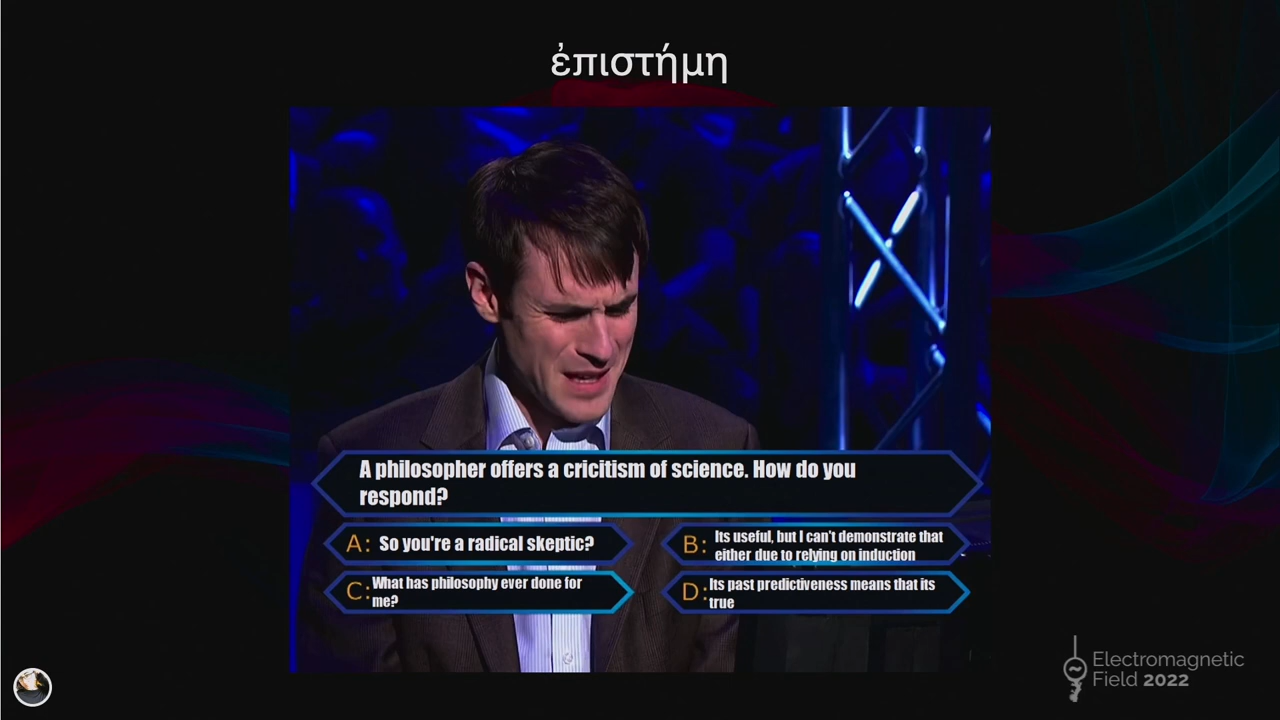 ἐπιστήμη
A philosopher offers a cricitism of science. How do you
respond?
A: So you're a radical skeptic?
B: Its useful, but I can't demonstrate that
either due to relying on induction
C: What has philosophy ever done for
me?
D: Its past predictiveness means that its
true
Electromagnetic
Field 2022